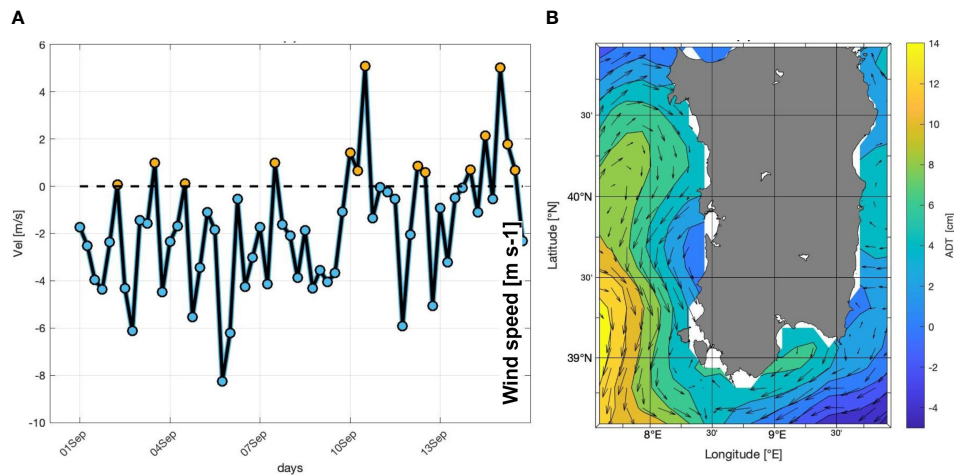 A
B
6
4
2
0
-2
-4
-6
-8
-10
Vel [m/s]
01Sep
04Sep
07Sep
10Sep
13Sep
days
Wind speed [m s-1]
40°N
30'
39°N
Latitude [°N]
8°E
30'
9°E
30'
Longitude [°E]
14
12
10
8
6
4
2
0
-2
-4
ADT [cm]